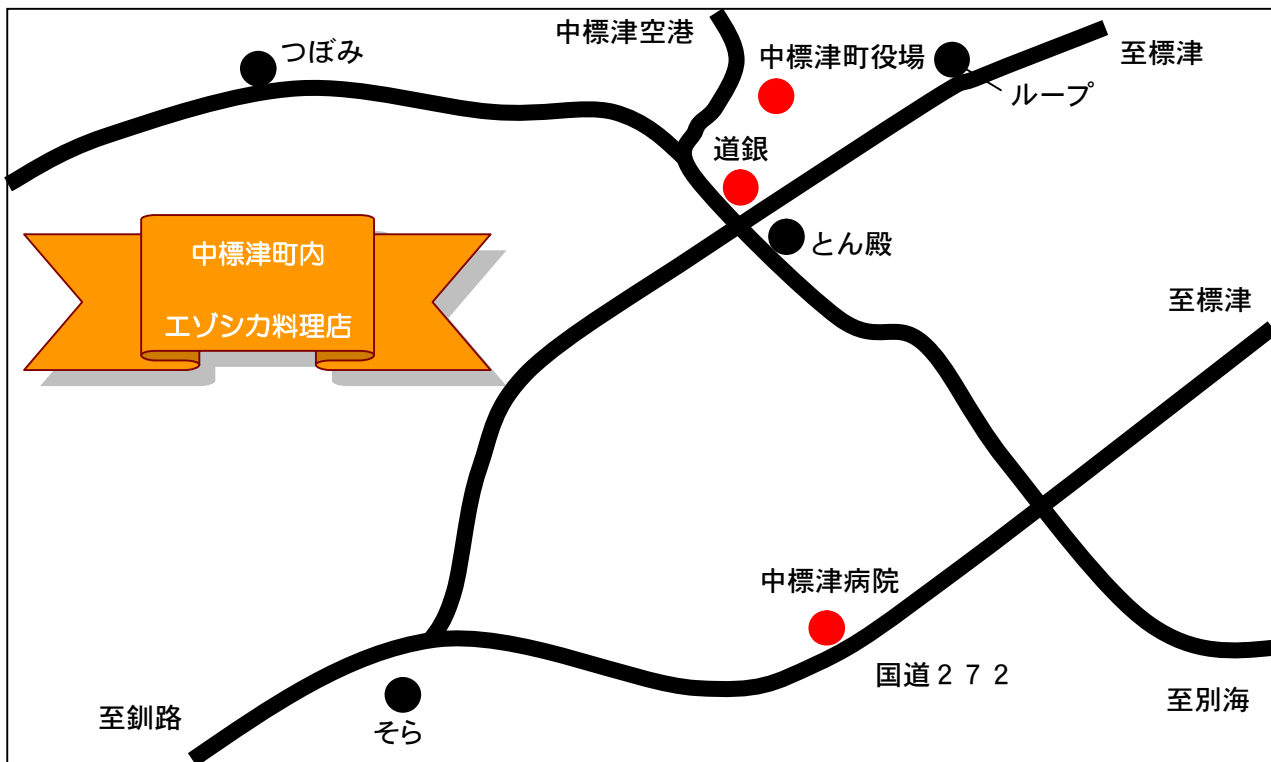 中標津空港
つぼみ
中標津町役場
至標津
ループ
道銀
とん殿
中標津町内
エゾシカ料理店
至標津
中標津病院
国道２７２
至別海
至釧路
そら